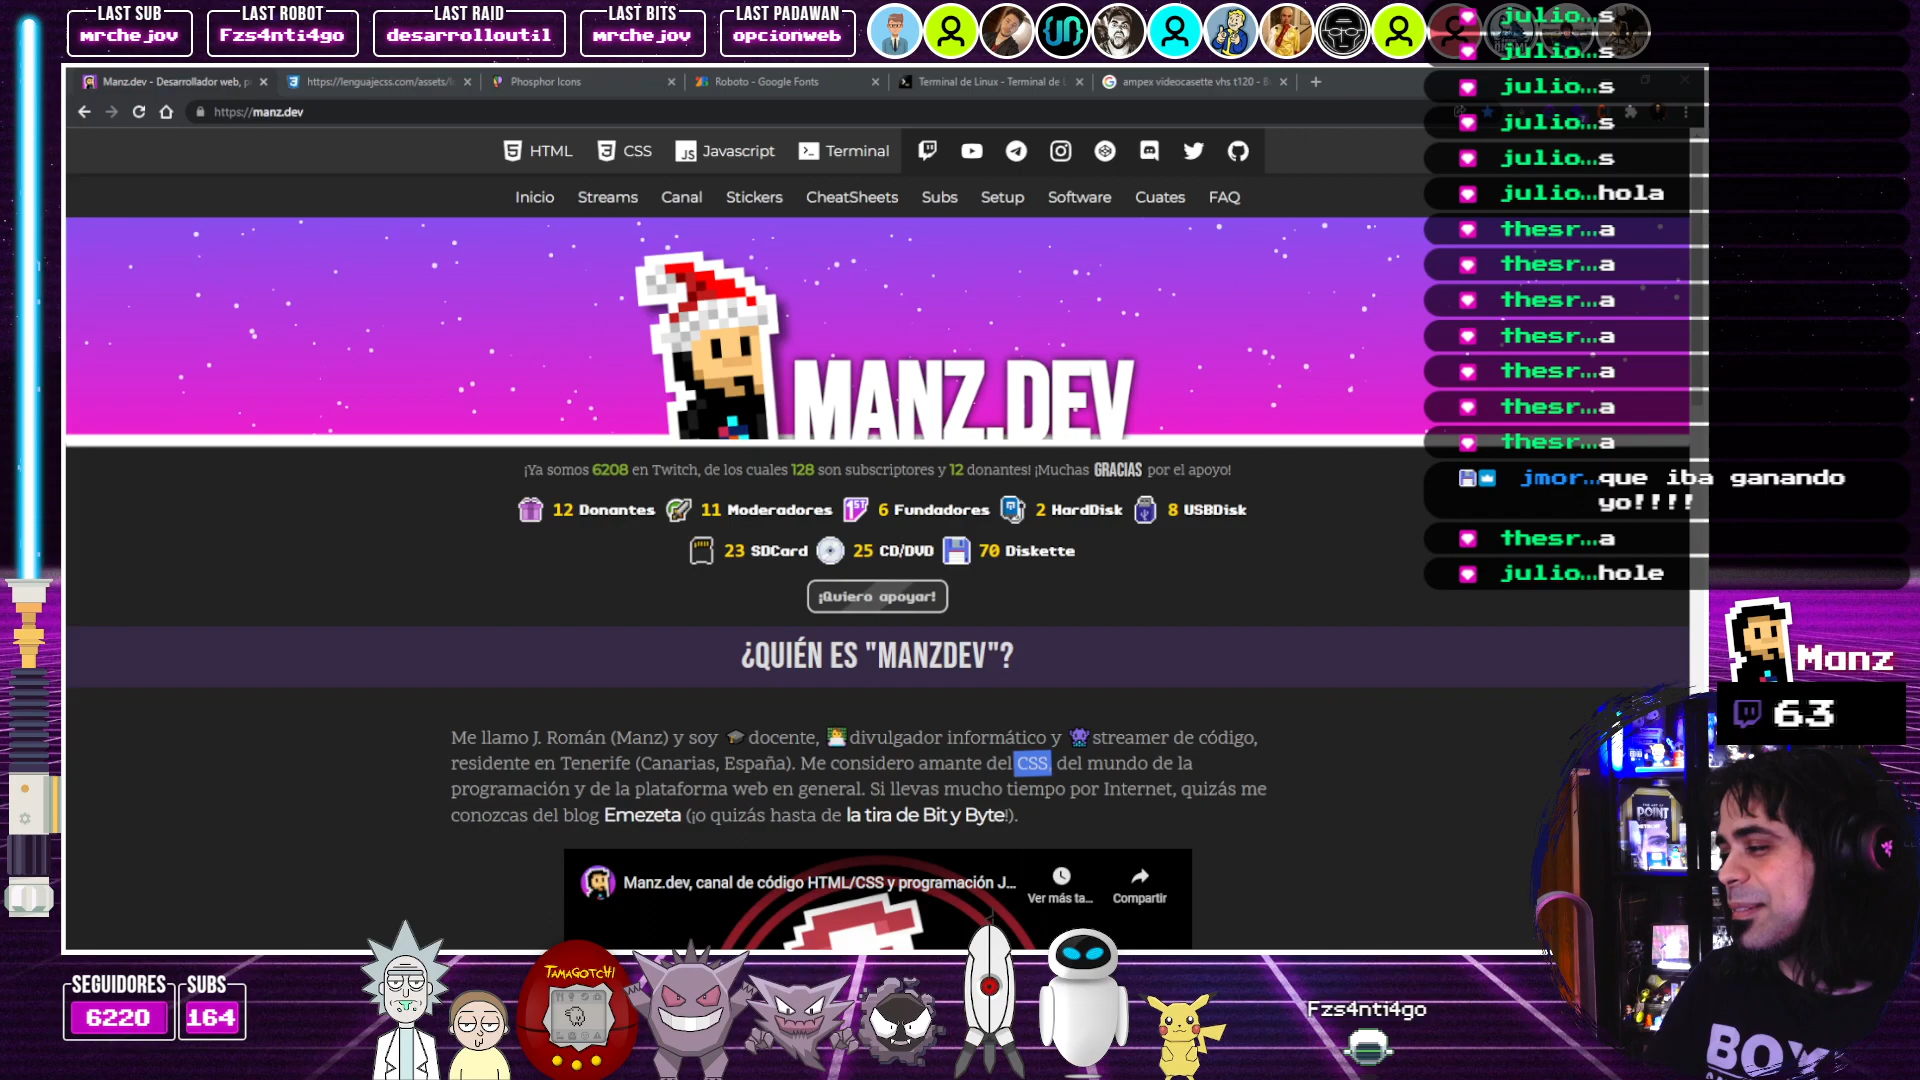 LAST SUB
mrchejov
LAST ROBOT
Fzs4nti4go
LAST RAID
desarrolloutil
LAST BITS
mrchejov
LAST PADAWAN
opcionweb
Manz.dev - Desarrollador web, p
https://lenguajecss.com/assets/
Phosphor Icons
Roboto - Google Fonts
Terminal de Linux - Terminal de L
ampex videocasette vhs t120 - B
https://manz.dev
HTML
CSS
JS Javascript
Terminal
Inicio
Streams
Canal
Stickers
CheatSheets
Subs
Setup
Software
Cuates
FAQ
MANZ.DEV
¡Ya somos 6208 en Twitch, de los cuales 128 son subscriptores y 12 donantes! ¡Muchas GRACIAS por el apoyo!
12 Donantes
11 Moderadores
1ST 6 Fundadores
2 HardDisk
8 USBDisk
23 SDCard
25 CD/DVD
70 Diskette
¡Quiero apoyar!
¿QUIÉN ES "MANZDEV"?
Me llamo J. Román (Manz) y soy docente, divulgador informático y streamer de código,
residente en Tenerife (Canarias, España). Me considero amante del CSS, del mundo de la
programación y de la plataforma web en general. Si llevas mucho tiempo por Internet, quizás me
conozcas del blog Emezeta (¡o quizás hasta de la tira de Bit y Byte!).
Manz.dev, canal de código HTML/CSS y programación J...
Ver más ta...
Compartir
julio...s
julio...s
julio...s
julio...s
julio...s
julio...hola
thesr...a
thesr...a
thesr...a
thesr...a
thesr...a
thesr...a
thesr...a
jmor...que iba ganando
yo!!!!
thesr...a
julio...hole
Manz
63
POINT
SEGUIDORES
6220
SUBS
164
TAMAGOTCHI
Fzs4nti4go
BOX